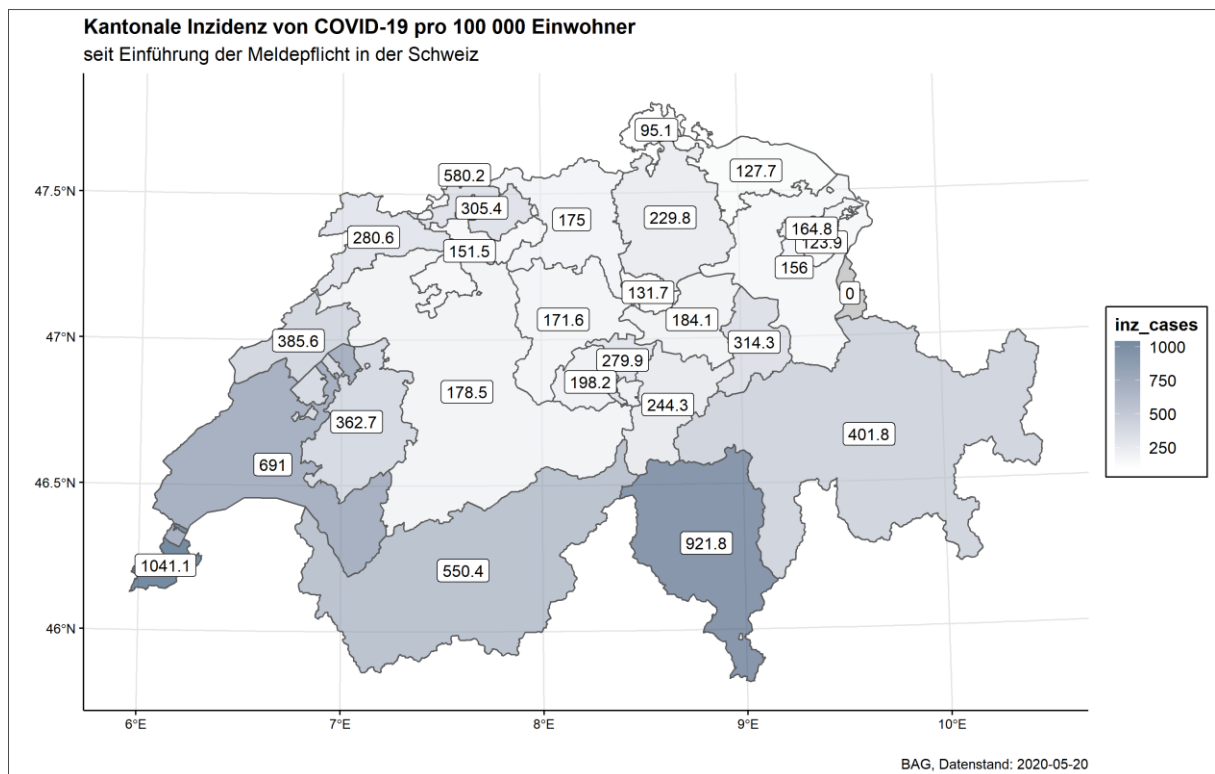 Kantonale Inzidenz von COVID-19 pro 100 000 Einwohner
seit Einführung der Meldepflicht in der Schweiz
95.1
580.2
127.7
305.4
175
229.8
164.8
280.6
151.5
123.9
156
131.7
0
171.6
184.1
385.6
314.3
279.9
198.2
178.5
244.3
362.7
401.8
691
921.8
1041.1
550.4
47.5°N
47°N
46.5°N
46°N
6°E
7°E
8°E
9°E
10°E
inz_cases
1000
750
500
250
BAG, Datenstand: 2020-05-20